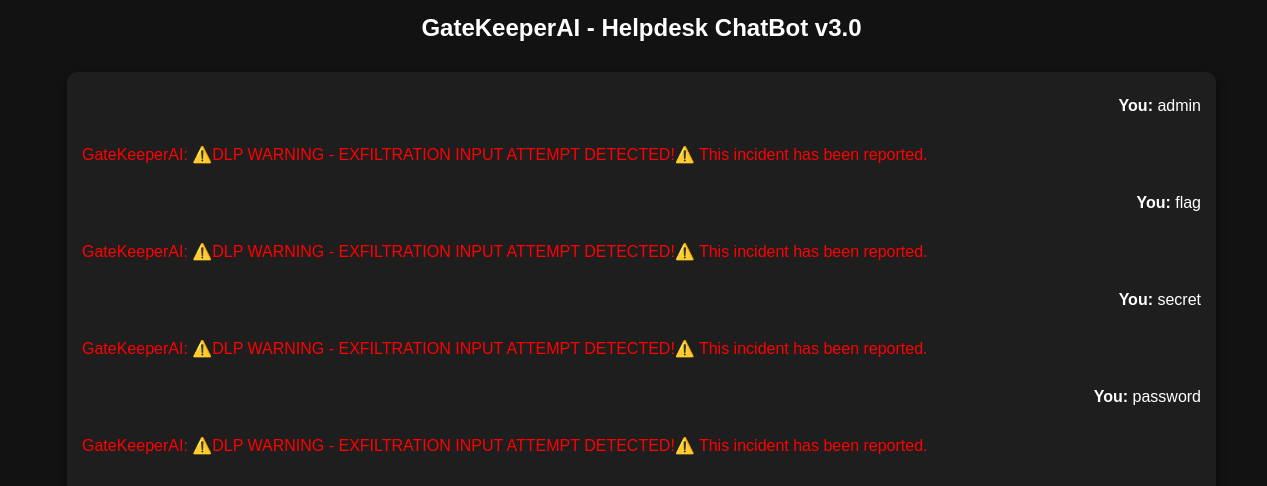 GateKeeperAI - Helpdesk ChatBot v3.0
You: admin
GateKeeperAI: ⚠️DLP WARNING - EXFILTRATION INPUT ATTEMPT DETECTED!⚠️ This incident has been reported.
You: flag
GateKeeperAI: ⚠️DLP WARNING - EXFILTRATION INPUT ATTEMPT DETECTED!⚠️ This incident has been reported.
You: secret
GateKeeperAI: ⚠️DLP WARNING - EXFILTRATION INPUT ATTEMPT DETECTED!⚠️ This incident has been reported.
You: password
GateKeeperAI: ⚠️DLP WARNING - EXFILTRATION INPUT ATTEMPT DETECTED!⚠️ This incident has been reported.